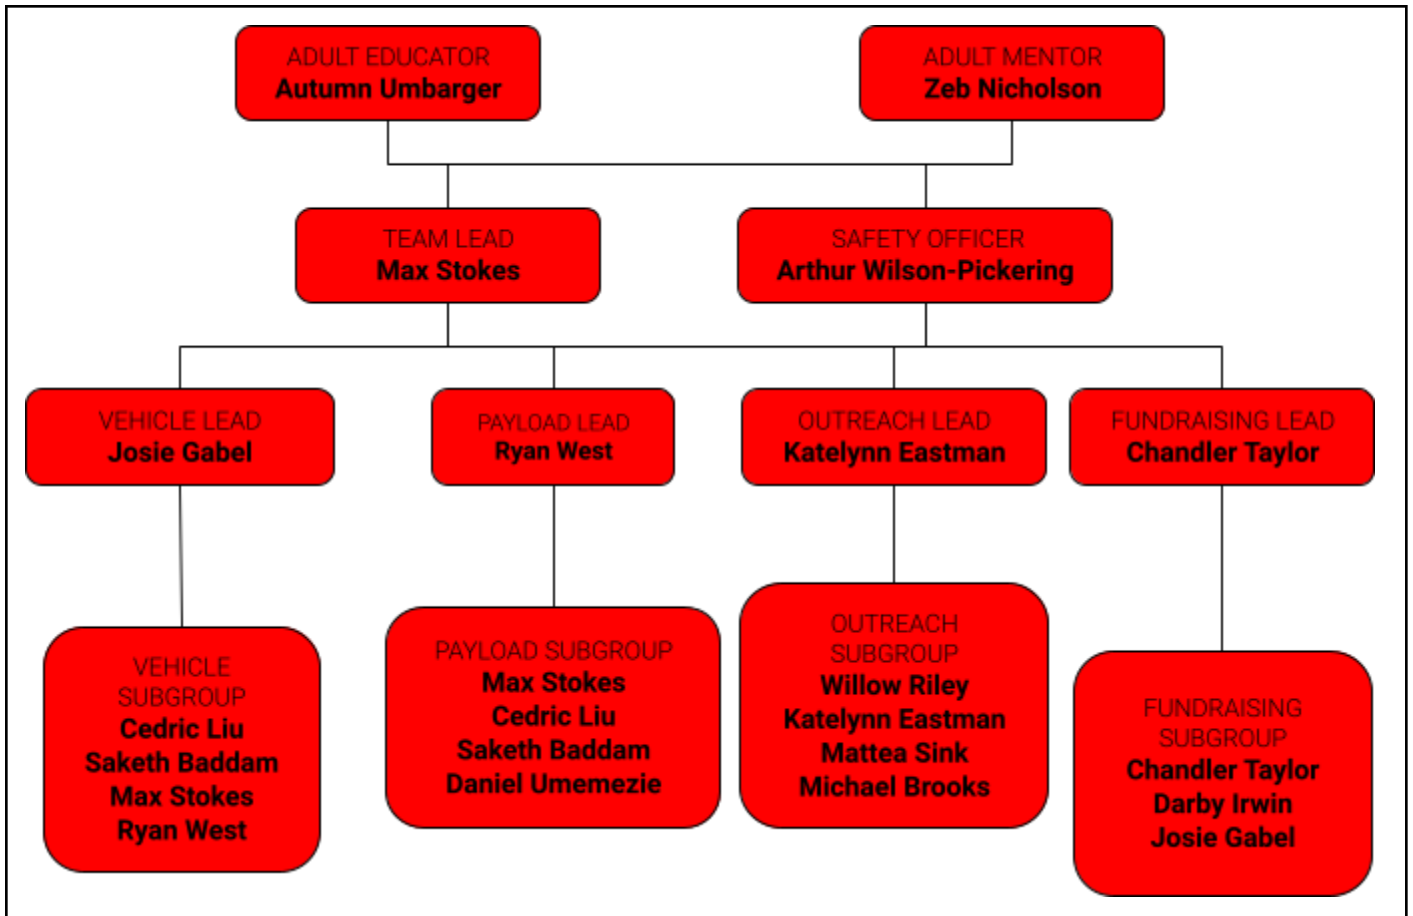 ADULT EDUCATOR
Autumn Umbarger
ADULT MENTOR
Zeb Nicholson
TEAM LEAD
Max Stokes
SAFETY OFFICER
Arthur Wilson-Pickering
VEHICLE LEAD
Josie Gabel
PAYLOAD LEAD
Ryan West
OUTREACH LEAD
Katelynn Eastman
FUNDRAISING LEAD
Chandler Taylor
VEHICLE
SUBGROUP
Cedric Liu
Saketh Baddam
Max Stokes
Ryan West
PAYLOAD SUBGROUP
Max Stokes
Cedric Liu
Saketh Baddam
Daniel Umemezie
OUTREACH
SUBGROUP
Willow Riley
Katelynn Eastman
Mattea Sink
Michael Brooks
FUNDRAISING
SUBGROUP
Chandler Taylor
Darby Irwin
Josie Gabel